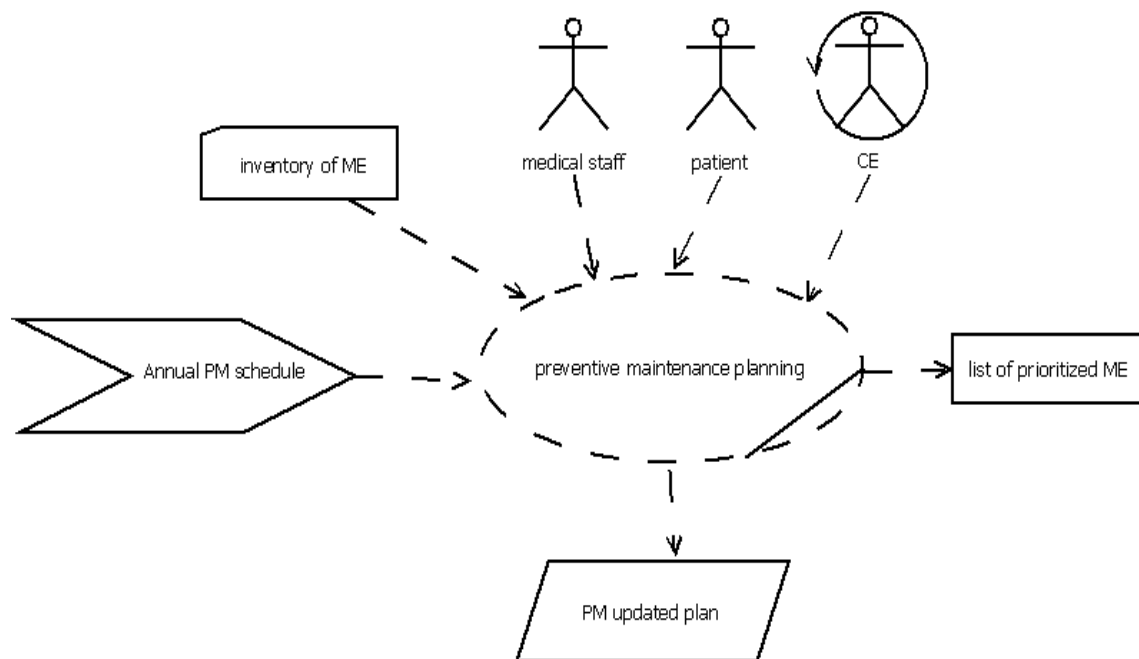 inventory of ME
medical staff
patient
CE
Annual PM schedule
preventive maintenance planning
list of prioritized ME
PM updated plan